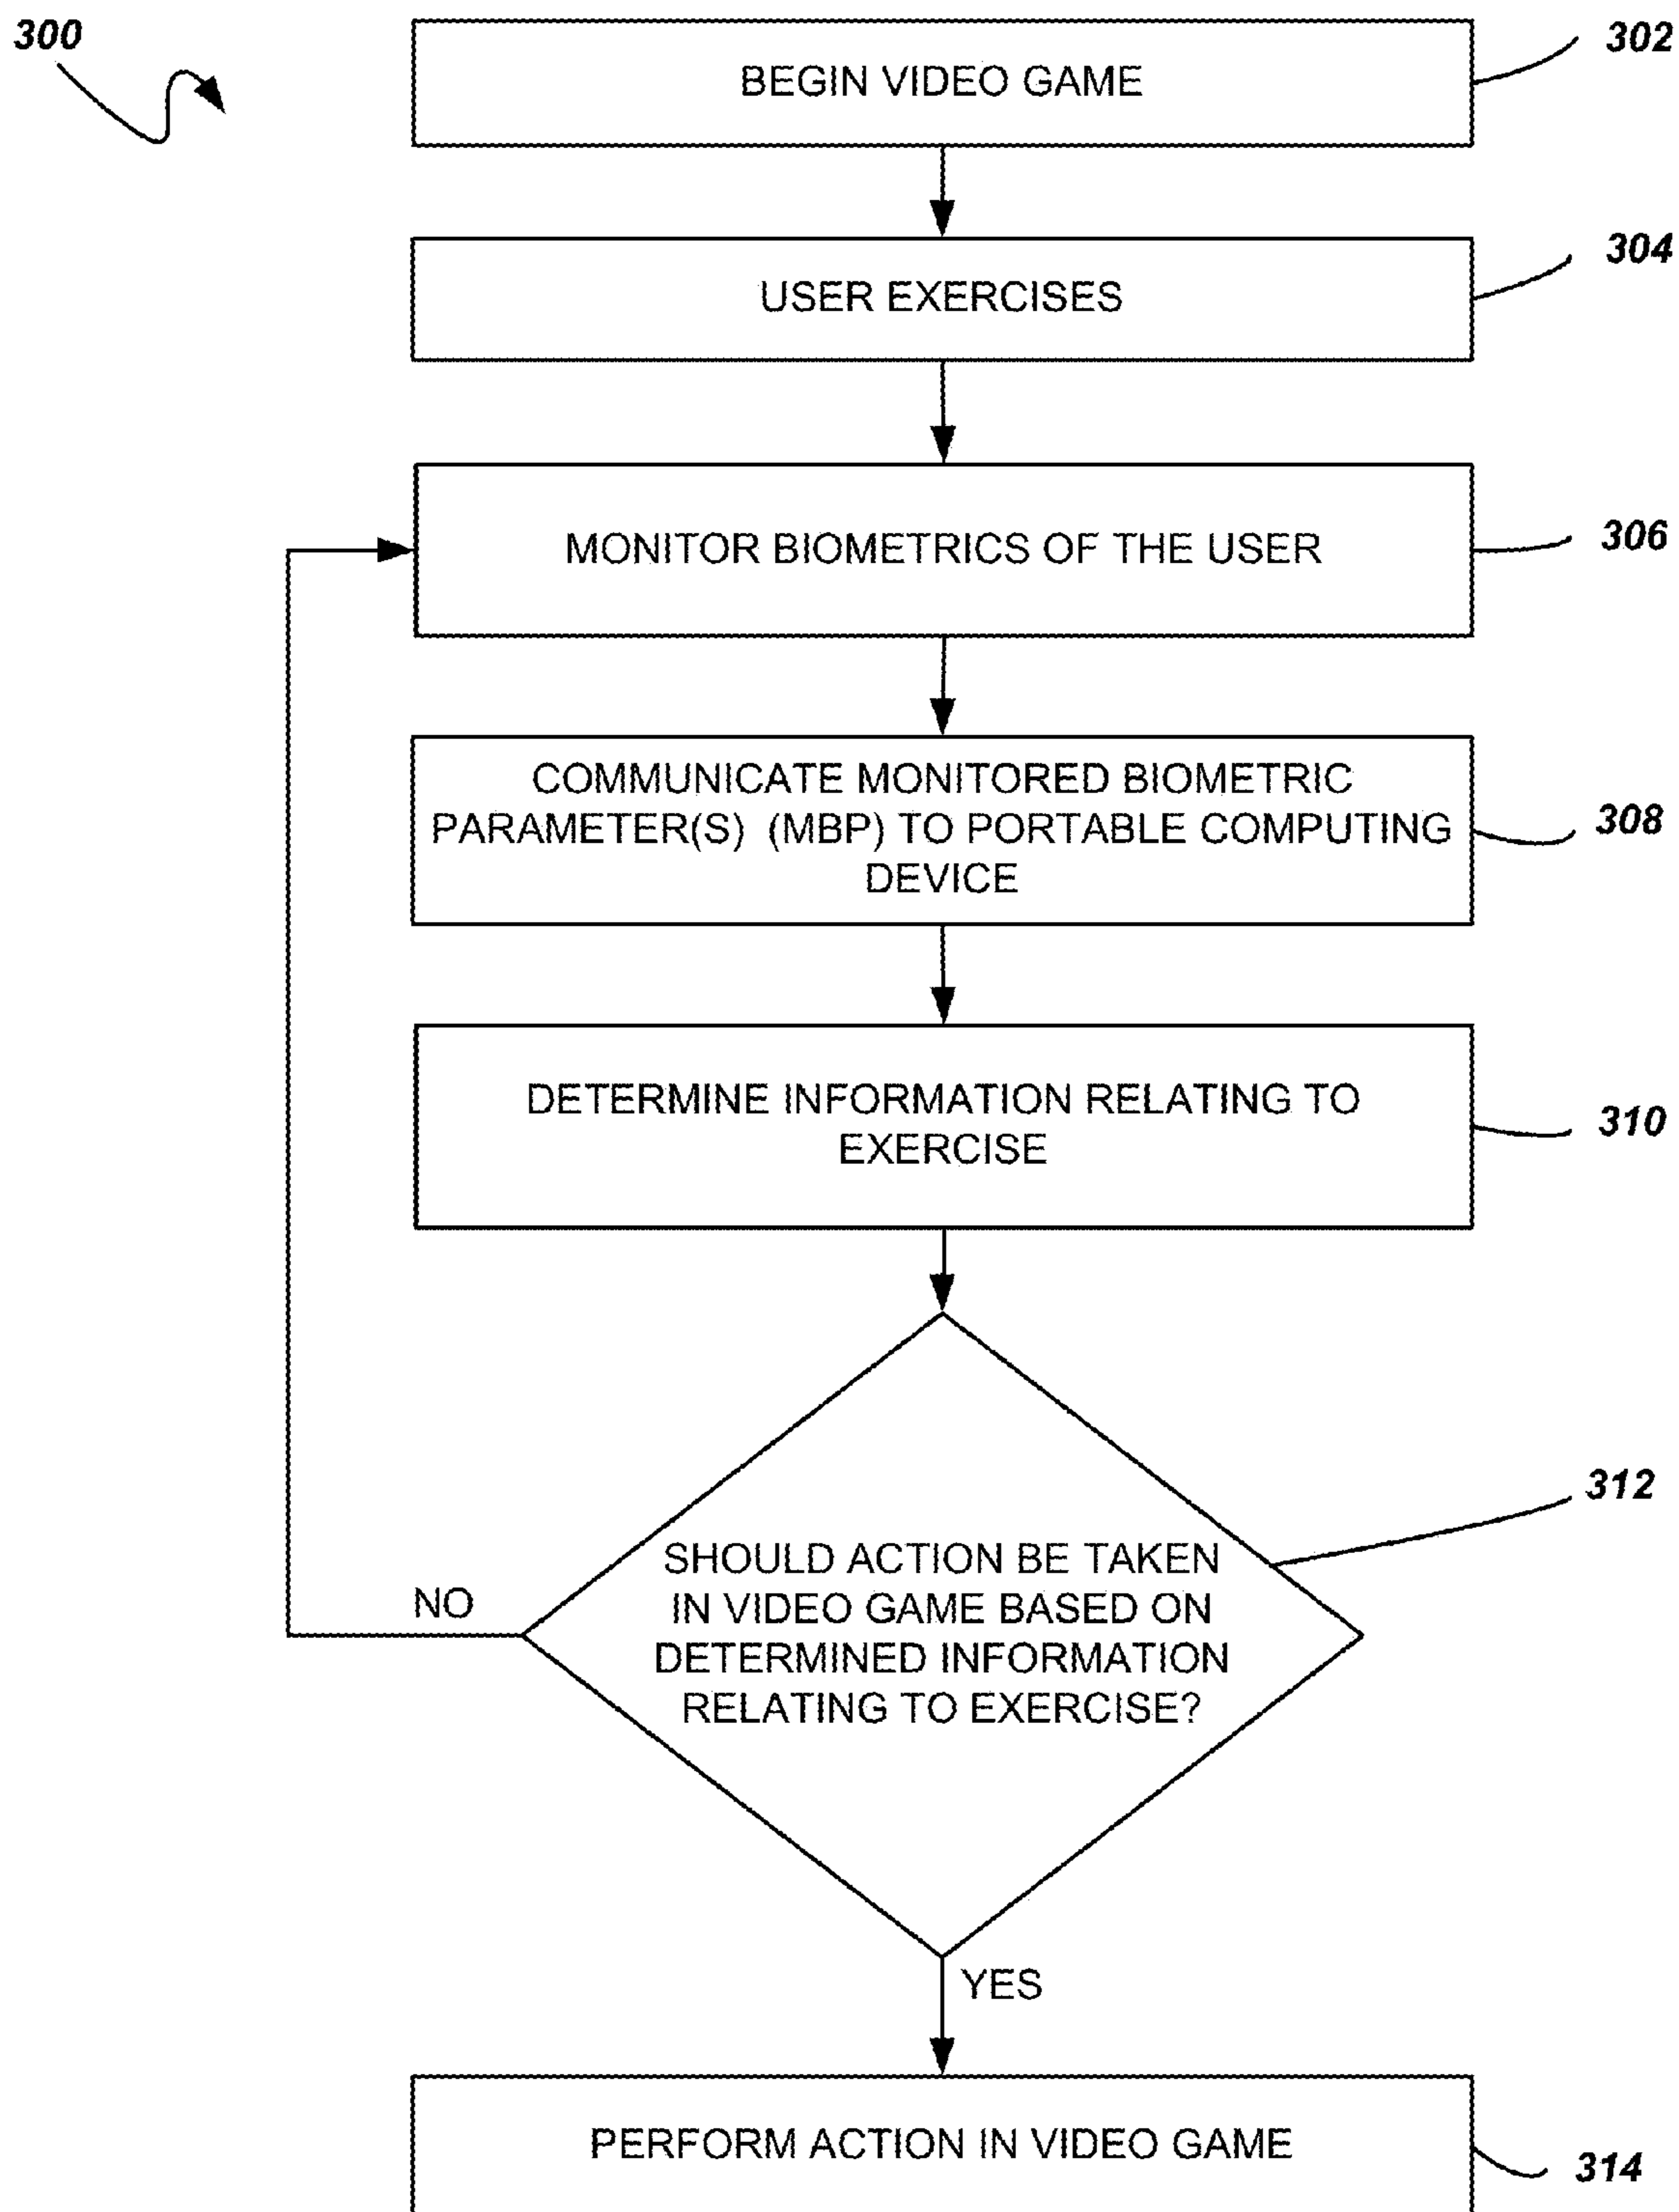 300
302
BEGIN VIDEO GAME
304
USER EXERCISES
306
MONITOR BIOMETRICS OF THE USER
COMMUNICATE MONITORED BIOMETRIC
PARAMETER(S) (MBP) TO PORTABLE COMPUTING
DEVICE
308
DETERMINE INFORMATION RELATING TO
EXERCISE
310
312
SHOULD ACTION BE TAKEN
IN VIDEO GAME BASED ON
DETERMINED INFORMATION
RELATING TO EXERCISE?
NO
YES
PERFORM ACTION IN VIDEO GAME
314